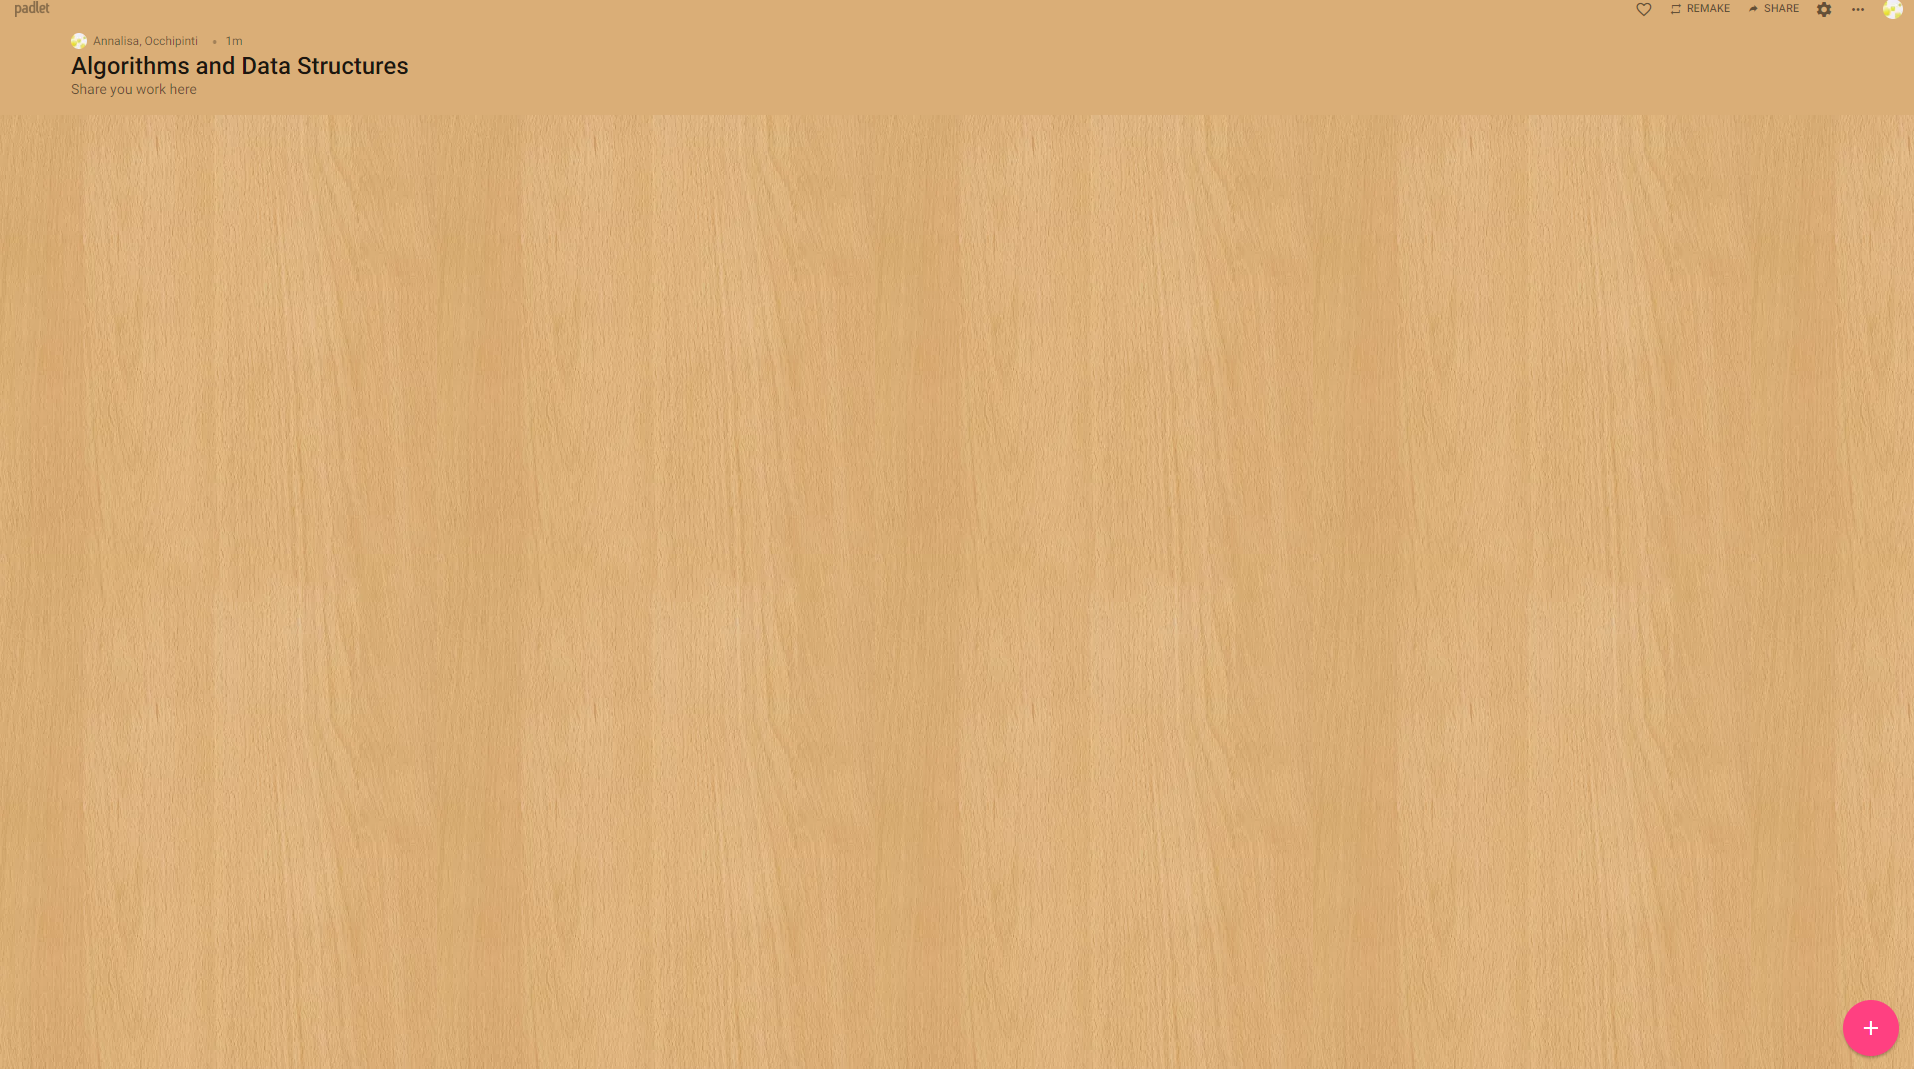 padlet
REMAKE
SHARE
Annalisa, Occhipinti • 1m
Algorithms and Data Structures
Share you work here